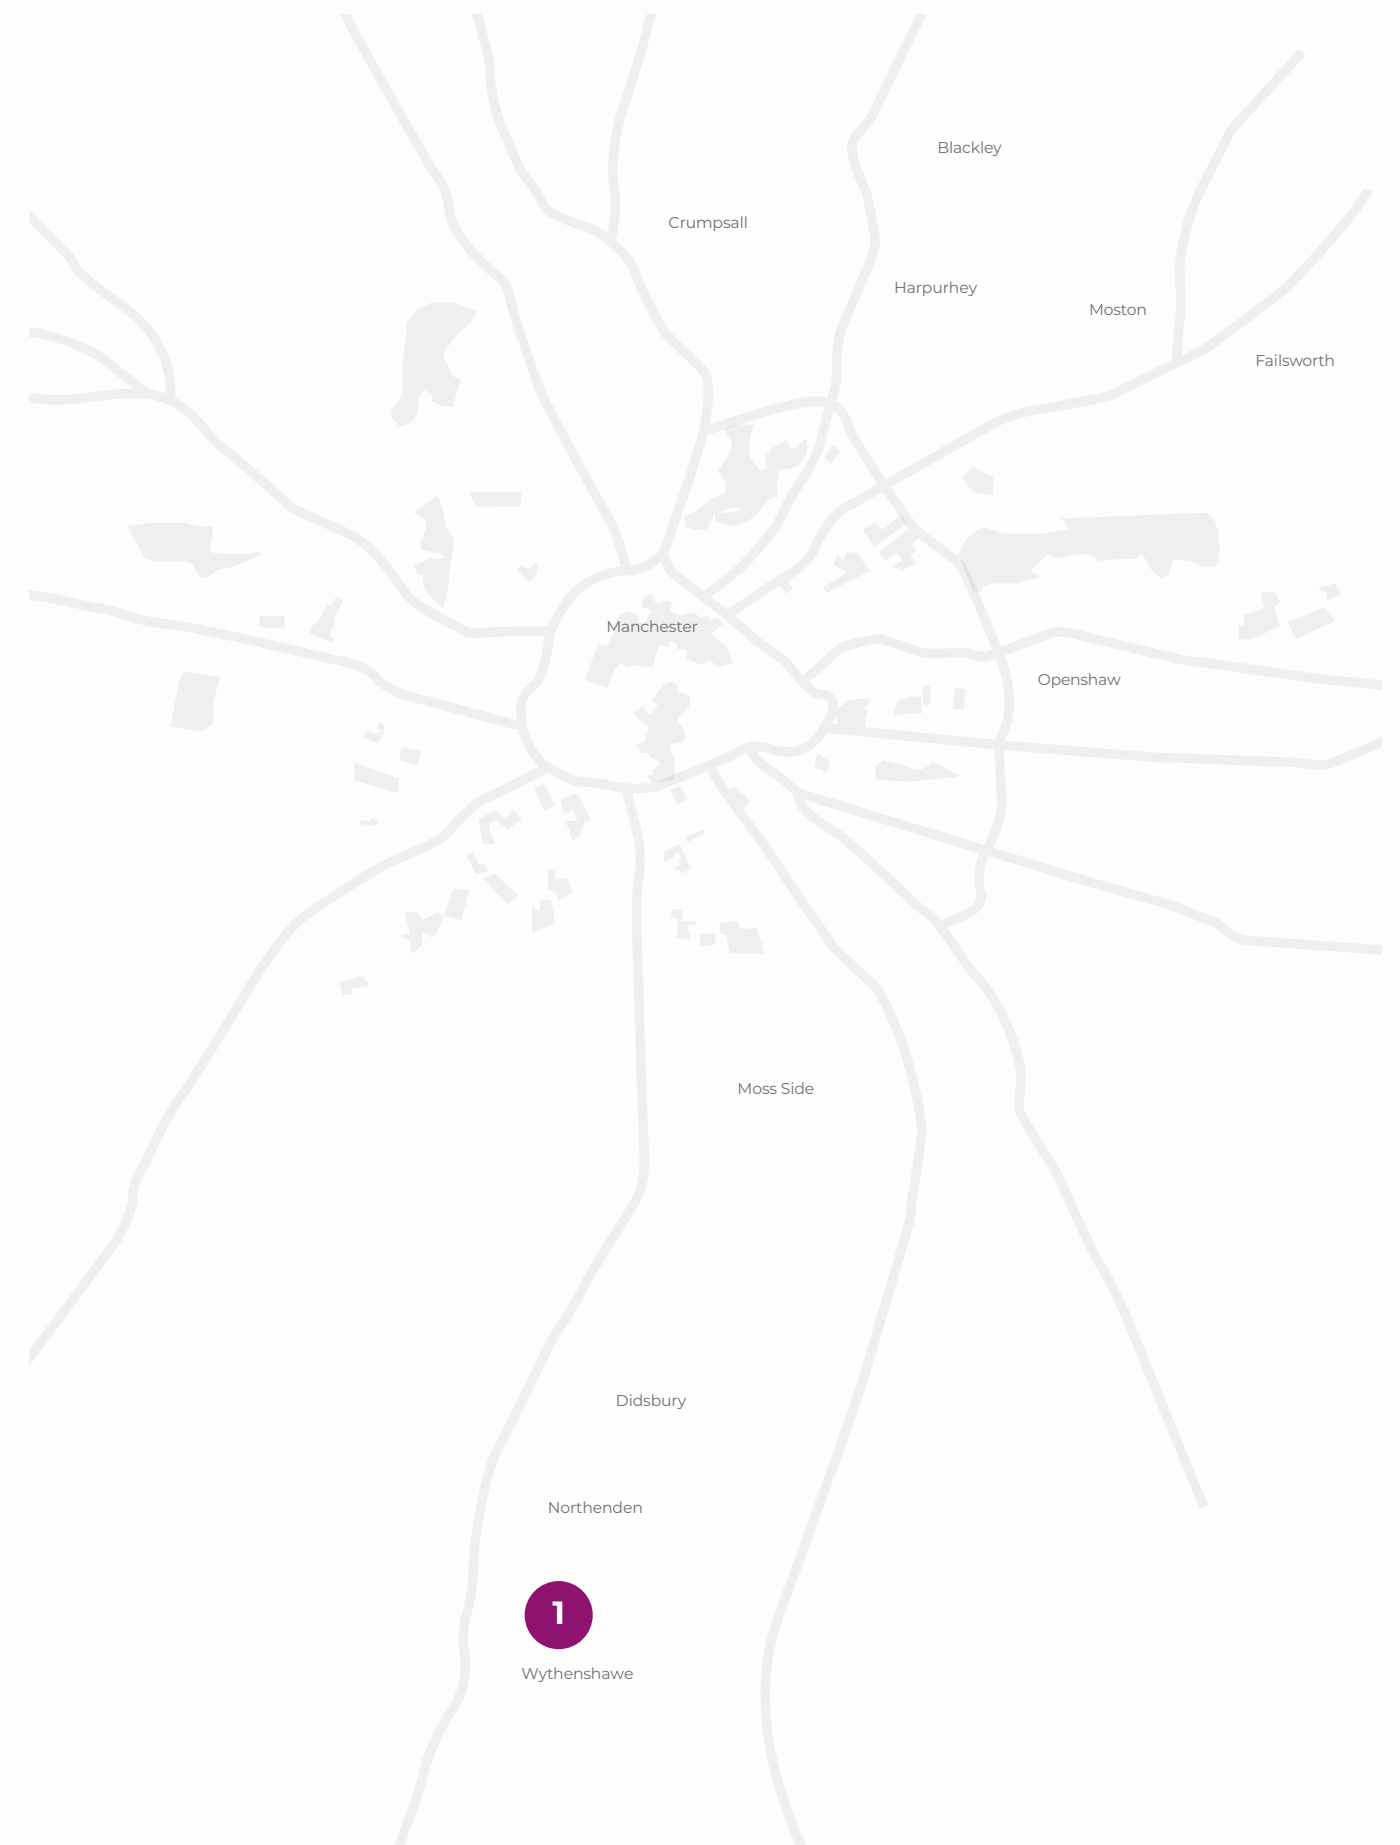 Blackley
Crumpsall
Harpurhey
Moston
Failsworth
Manchester
Openshaw
Moss Side
Didsbury
Northenden
1
Wythenshawe